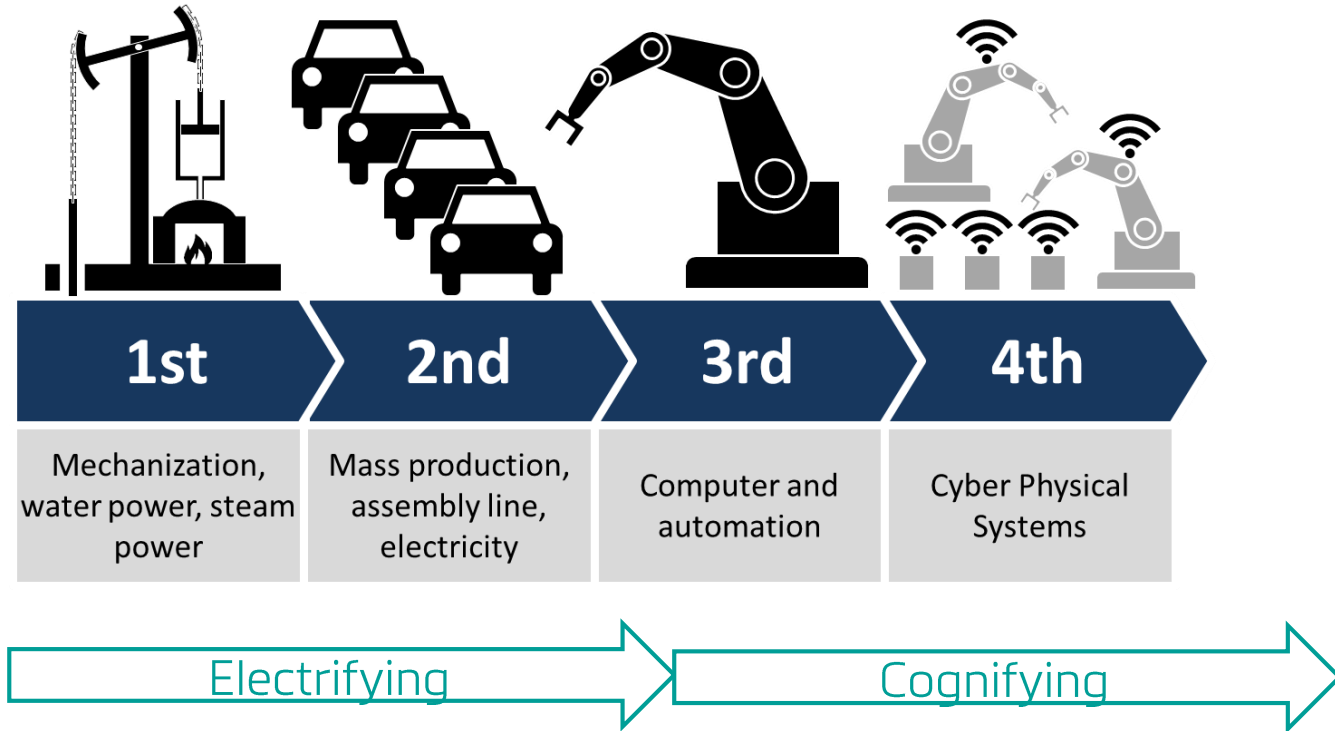 1st
2nd
3rd
4th
Mechanization,
water power, steam
power
Mass production,
assembly line,
electricity
Computer and
automation
Cyber Physical
Systems
Electrifying
Cognifying